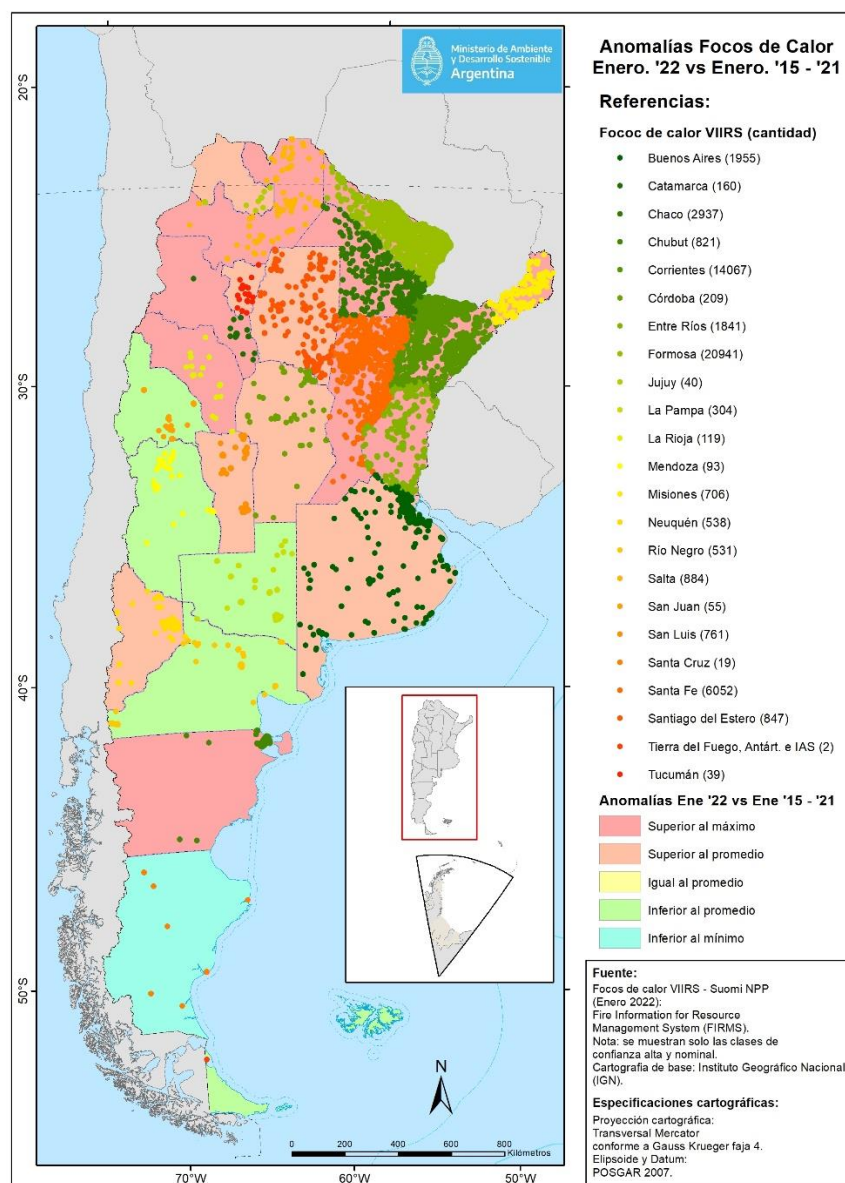 Ministerio de Ambiente
y Desarrollo Sostenible
Argentina
20°S
30°S
40°S
50°S
70°W
60°W
50°W
N
0 200 400 600 800
Kilómetros
Anomalías Focos de Calor
Enero. '22 vs Enero. '15 - '21
Referencias:
Fococ de calor VIIRS (cantidad)
Buenos Aires (1955)
Catamarca (160)
Chaco (2937)
Chubut (821)
Corrientes (14067)
Córdoba (209)
Entre Ríos (1841)
Formosa (20941)
Jujuy (40)
La Pampa (304)
La Rioja (119)
Mendoza (93)
Misiones (706)
Neuquén (538)
Río Negro (531)
Salta (884)
San Juan (55)
San Luis (761)
Santa Cruz (19)
Santa Fe (6052)
Santiago del Estero (847)
Tierra del Fuego, Antárt. e IAS (2)
Tucumán (39)
Anomalías Ene '22 vs Ene '15 - '21
Superior al máximo
Superior al promedio
Igual al promedio
Inferior al promedio
Inferior al mínimo
Fuente:
Focos de calor VIIRS - Suomi NPP
(Enero 2022):
Fire Information for Resource
Management System (FIRMS).
Nota: se muestran solo las clases de
confianza alta y nominal.
Cartografía de base: Instituto Geográfico Nacional
(IGN).
Especificaciones cartográficas:
Proyección cartográfica:
Transversal Mercator
conforme a Gauss Krueger faja 4.
Elipsoide y Datum:
POSGAR 2007.